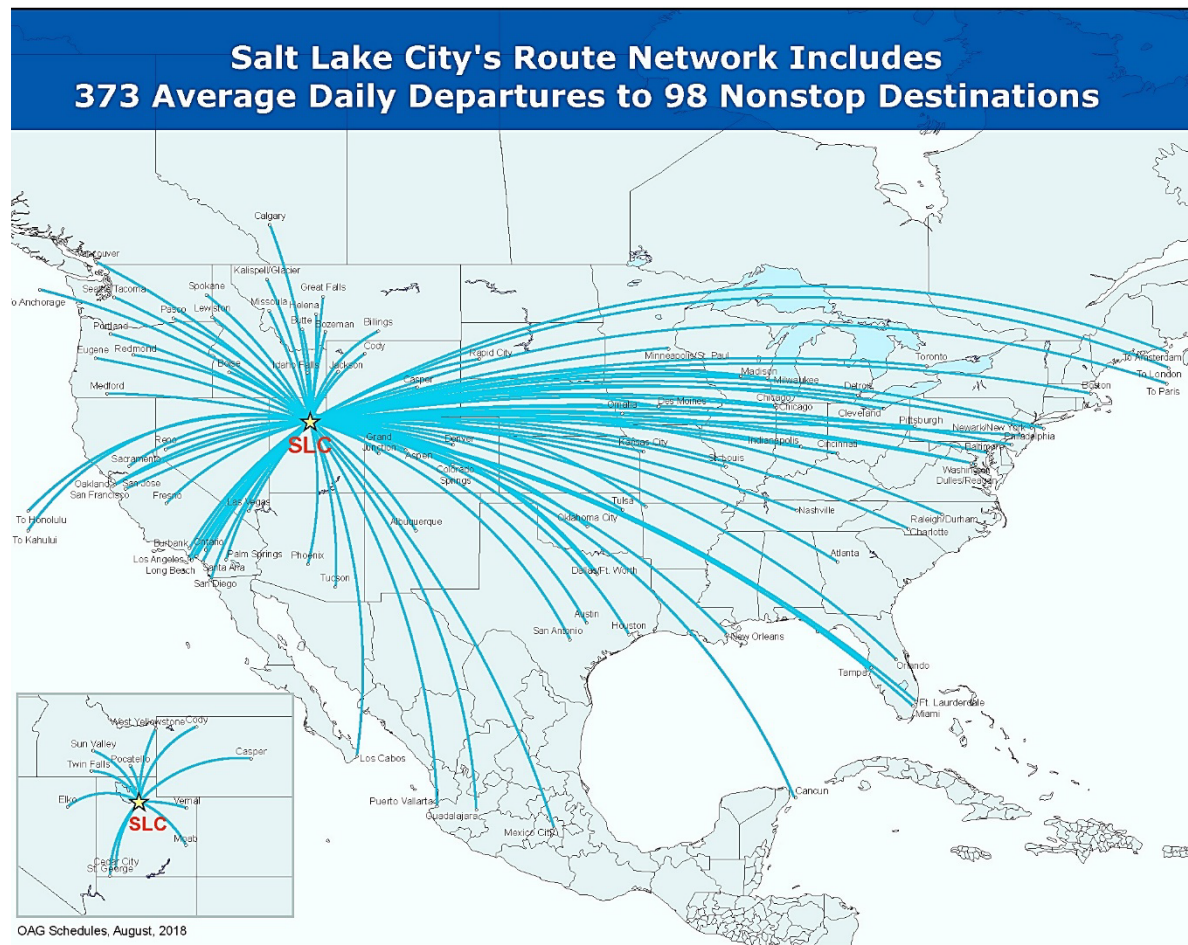 Salt Lake City's Route Network Includes
373 Average Daily Departures to 98 Nonstop Destinations
Calgary
Vancouver
Kalispell/Glacier
Seattle/Tacoma
Spokane
Great Falls
To Anchorage
Missoula
Helena
Pasco
Lewiston
Portland
Butte
Bozeman
Billings
Eugene
Redmond
Cody
Boise
Idaho Falls
Jackson
Rapid City
Minneapolis/St. Paul
Toronto
To Amsterdam
To London
To Paris
Medford
Casper
Madison
Milwaukee
Detroit
Boston
Omaha
Des Moines
Chicago
Chicago
Cleveland
Pittsburgh
Newark/New York
Philadelphia
SLC
Reno
Grand
Junction
Denver
Aspen
Kansas City
Indianapolis
Cincinnati
Baltimore
Sacramento
Colorado
Springs
St. Louis
Washington
Dulles/Reagan
Oakland
San Jose
San Francisco
Fresno
Las Vegas
Tulsa
Nashville
Raleigh/Durham
To Honolulu
Albuquerque
Oklahoma City
Charlotte
To Kahului
Burbank
Ontario
Los Angeles
Palm Springs
Phoenix
Atlanta
Long Beach
Santa Ana
Dallas/Ft. Worth
San Diego
Tucson
Austin
San Antonio
Houston
New Orleans
Orlando
Tampa
Ft. Lauderdale
Miami
Los Cabos
Cancun
Puerto Vallarta
Guadalajara
Mexico City
West Yellowstone
Cody
Sun Valley
Casper
Twin Falls
Pocatello
Elko
Vernal
SLC
Moab
Cedar City
St. George
OAG Schedules, August, 2018